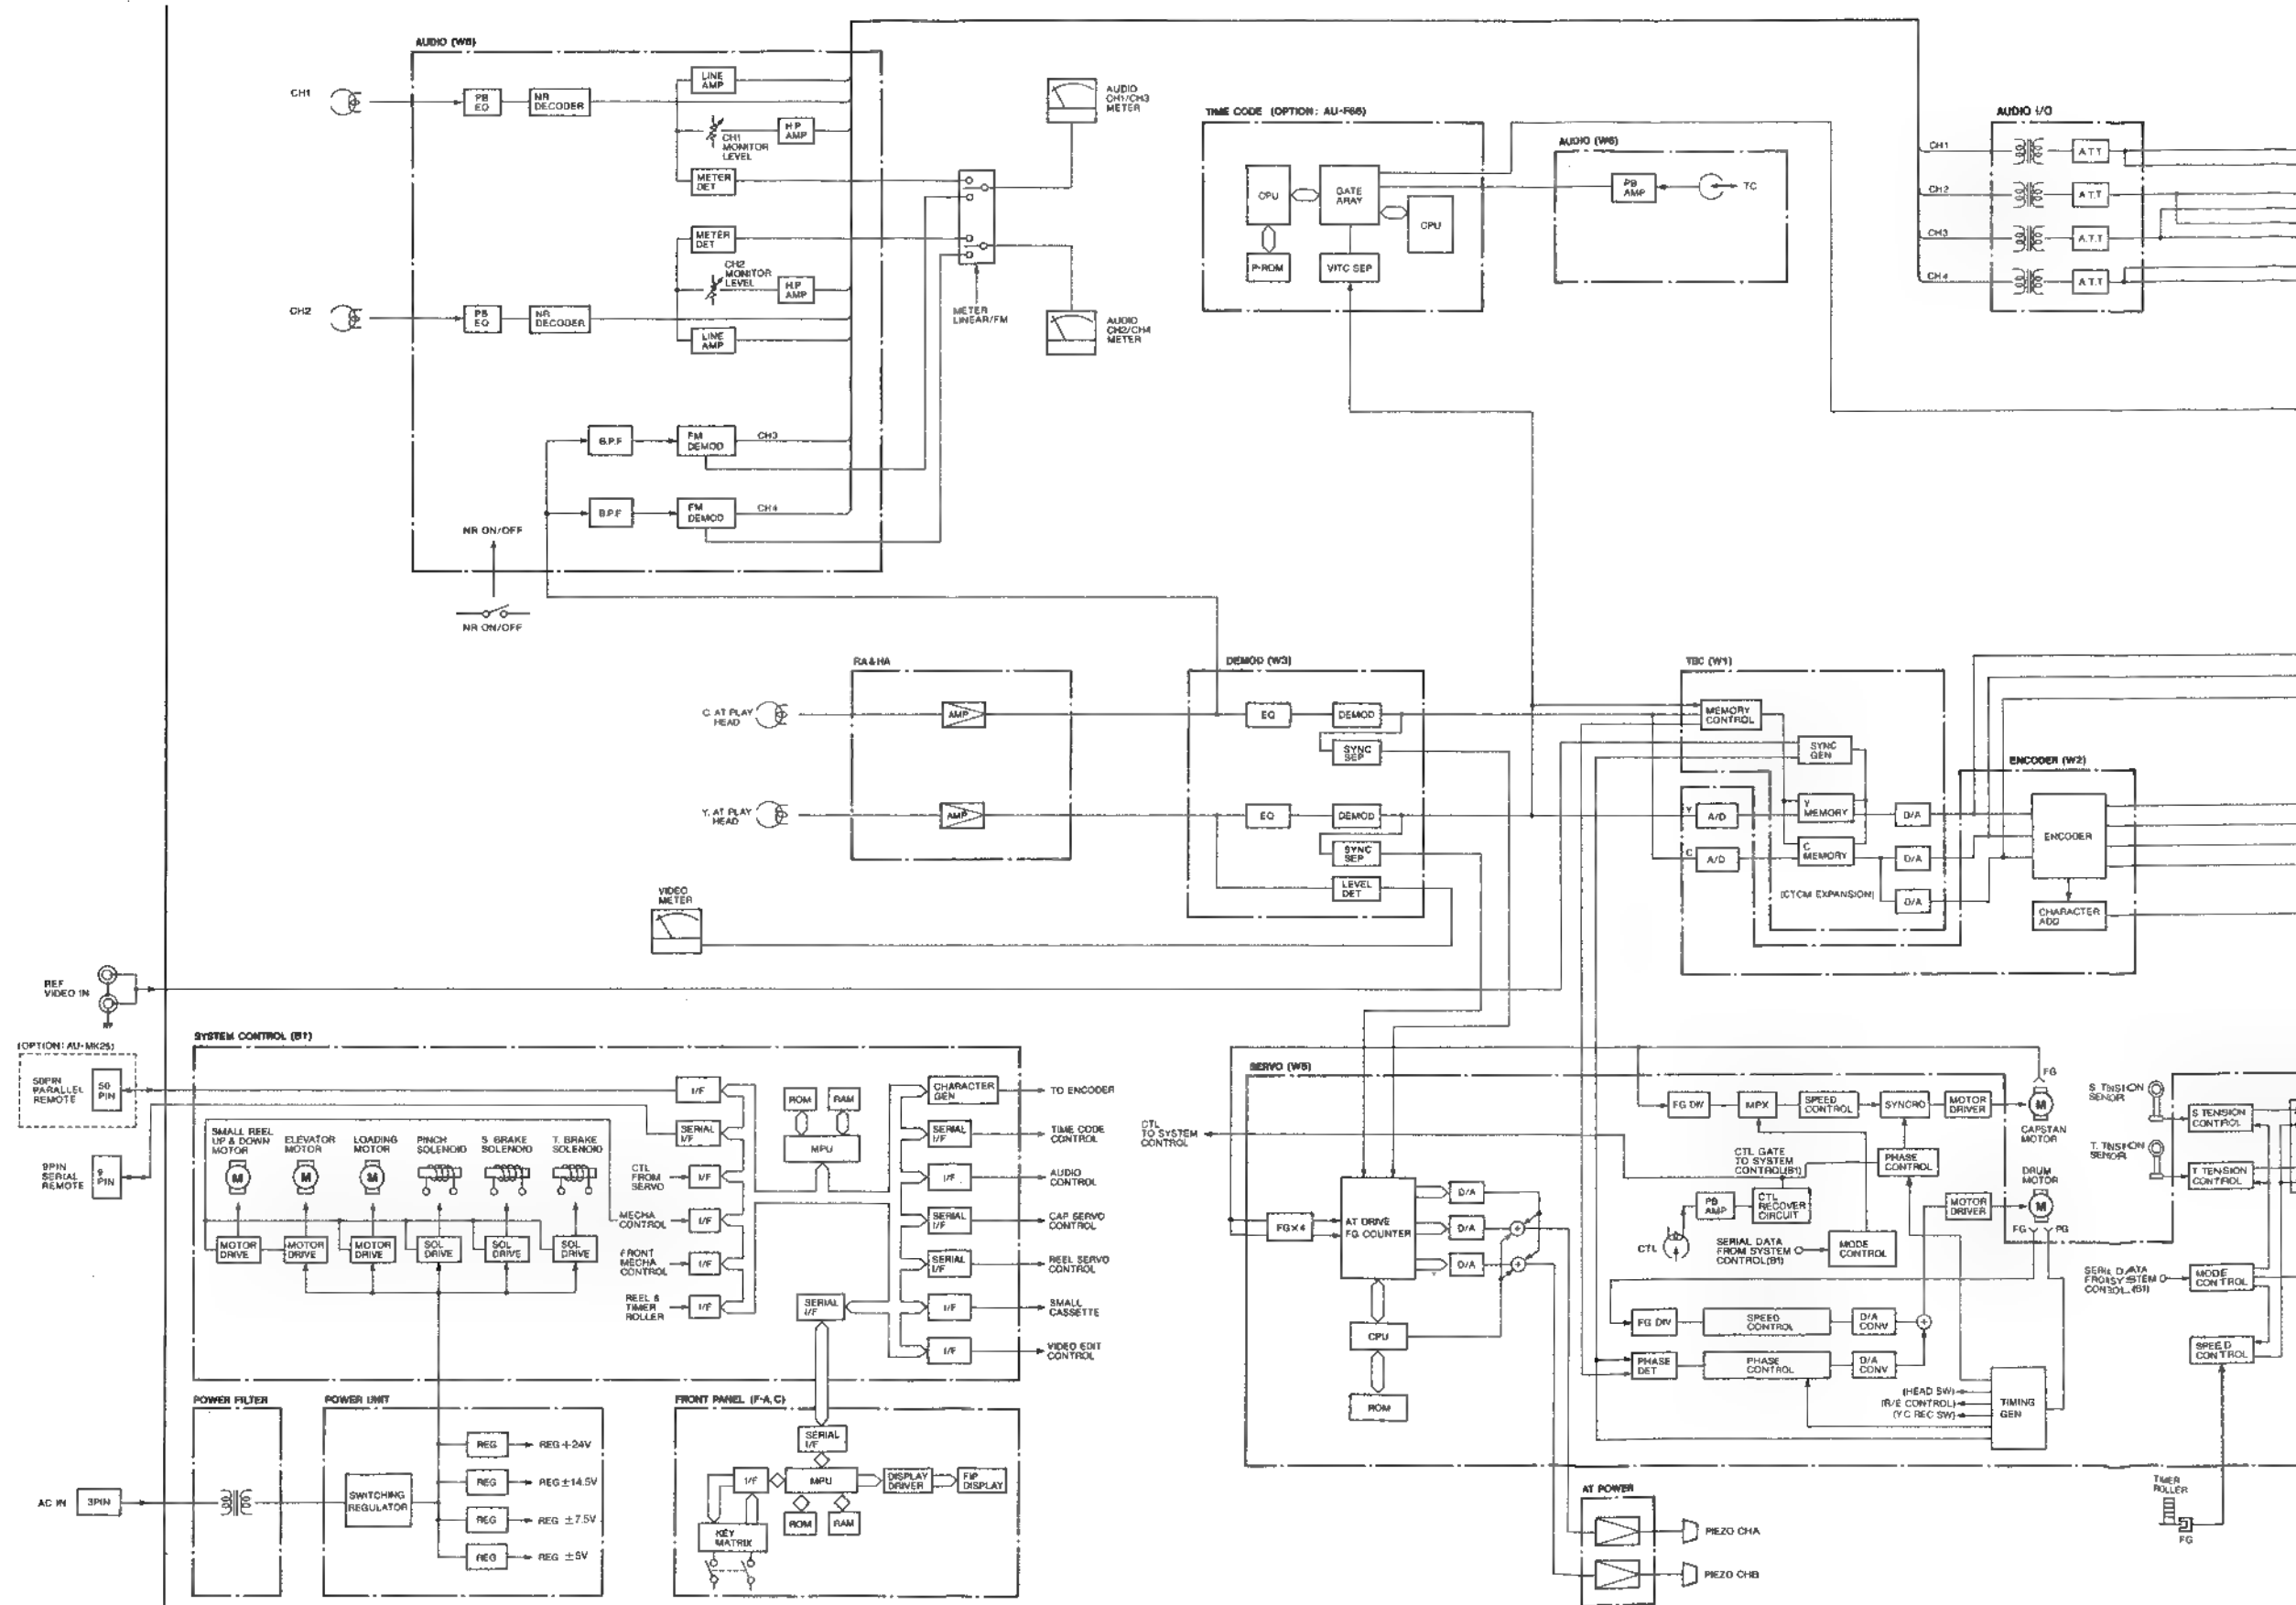 AUDIO (W6)
CH1
PB
EQ
NR
DECODER
LINE
AMP
CH1
MONITOR
LEVEL
H.P
AMP
METER
DET
METER
DET
CH2
MONITOR
LEVEL
H.P
AMP
CH2
PB
EQ
NR
DECODER
LINE
AMP
AUDIO
CH1/CH3
METER
METER
LINEAR/FM
AUDIO
CH2/CH4
METER
B.P.F
FM
DEMOD
CH3
B.P.F
FM
DEMOD
CH4
NR ON/OFF
NR ON/OFF
TIME CODE (OPTION: AU-F65)
CPU
GATE
ARAY
CPU
P-ROM
VITC SEP
AUDIO (W6)
PB
AMP
TC
AUDIO I/O
CH1
A.T.T
CH2
A.T.T
CH3
A.T.T
CH4
A.T.T
RA&HA
C. AT PLAY
HEAD
AMP
Y. AT PLAY
HEAD
AMP
DEMOD (W3)
EQ
DEMOD
SYNC
SEP
EQ
DEMOD
SYNC
SEP
LEVEL
DET
VIDEO
METER
TBC (W1)
MEMORY
CONTROL
SYNC
GEN
Y
A/D
Y
MEMORY
D/A
C
A/D
C
MEMORY
D/A
(CTCM EXPANSION)
D/A
ENCODER (W2)
ENCODER
CHARACTER
ADD
REF
VIDEO IN
(OPTION: AU-MK25)
50PIN
PARALLEL
REMOTE
50
PIN
9PIN
SERIAL
REMOTE
9
PIN
SYSTEM CONTROL (B1)
SMALL REEL
UP & DOWN
MOTOR
M
ELEVATOR
MOTOR
M
LOADING
MOTOR
M
PINCH
SOLENOID
S. BRAKE
SOLENOID
T. BRAKE
SOLENOID
MOTOR
DRIVE
MOTOR
DRIVE
MOTOR
DRIVE
SOL
DRIVE
SOL
DRIVE
SOL
DRIVE
I/F
SERIAL
I/F
CTL
FROM
SERVO
I/F
MECHA
CONTROL
I/F
FRONT
MECHA
CONTROL
I/F
REEL &
TIMER
ROLLER
I/F
ROM
RAM
MPU
SERIAL
I/F
CHARACTER
GEN
TO ENCODER
SERIAL
I/F
TIME CODE
CONTROL
I/F
AUDIO
CONTROL
SERIAL
I/F
CAP SERVO
CONTROL
SERIAL
I/F
REEL SERVO
CONTROL
I/F
SMALL
CASSETTE
I/F
VIDEO EDIT
CONTROL
CTL
TO SYSTEM
CONTROL
POWER FILTER
AC IN
3PIN
POWER UNIT
SWITCHING
REGULATOR
REG
REG +24V
REG
REG ±14.5V
REG
REG ±7.5V
REG
REG ±5V
FRONT PANEL (F-A,C)
SERIAL
I/F
I/F
MPU
DISPLAY
DRIVER
FIP
DISPLAY
ROM
RAM
KEY
MATRIX
SERVO (W5)
FG DIV
MPX
SPEED
CONTROL
SYNCRO
MOTOR
DRIVER
FG
M
CAPSTAN
MOTOR
CTL GATE
TO SYSTEM
CONTROL(B1)
PHASE
CONTROL
DRUM
MOTOR
M
FG
PG
PB
AMP
CTL
RECOVER
CIRCUIT
MOTOR
DRIVER
CTL
SERIAL DATA
FROM SYSTEM
CONTROL(B1)
MODE
CONTROL
FG×4
AT DRIVE
FG COUNTER
D/A
D/A
D/A
CPU
ROM
FG DIV
SPEED
CONTROL
D/A
CONV
PHASE
DET
PHASE
CONTROL
D/A
CONV
(HEAD SW)
(R/E CONTROL)
(YC REC SW)
TIMING
GEN
S. TNSION
SENOR
S TENSION
CONTROL
T. TNSION
SENOR
T TENSION
CONTROL
MODE
CONTROL
SPEED
CONTROL
TIMER
ROLLER
FG
AT POWER
PIEZO CHA
PIEZO CHB